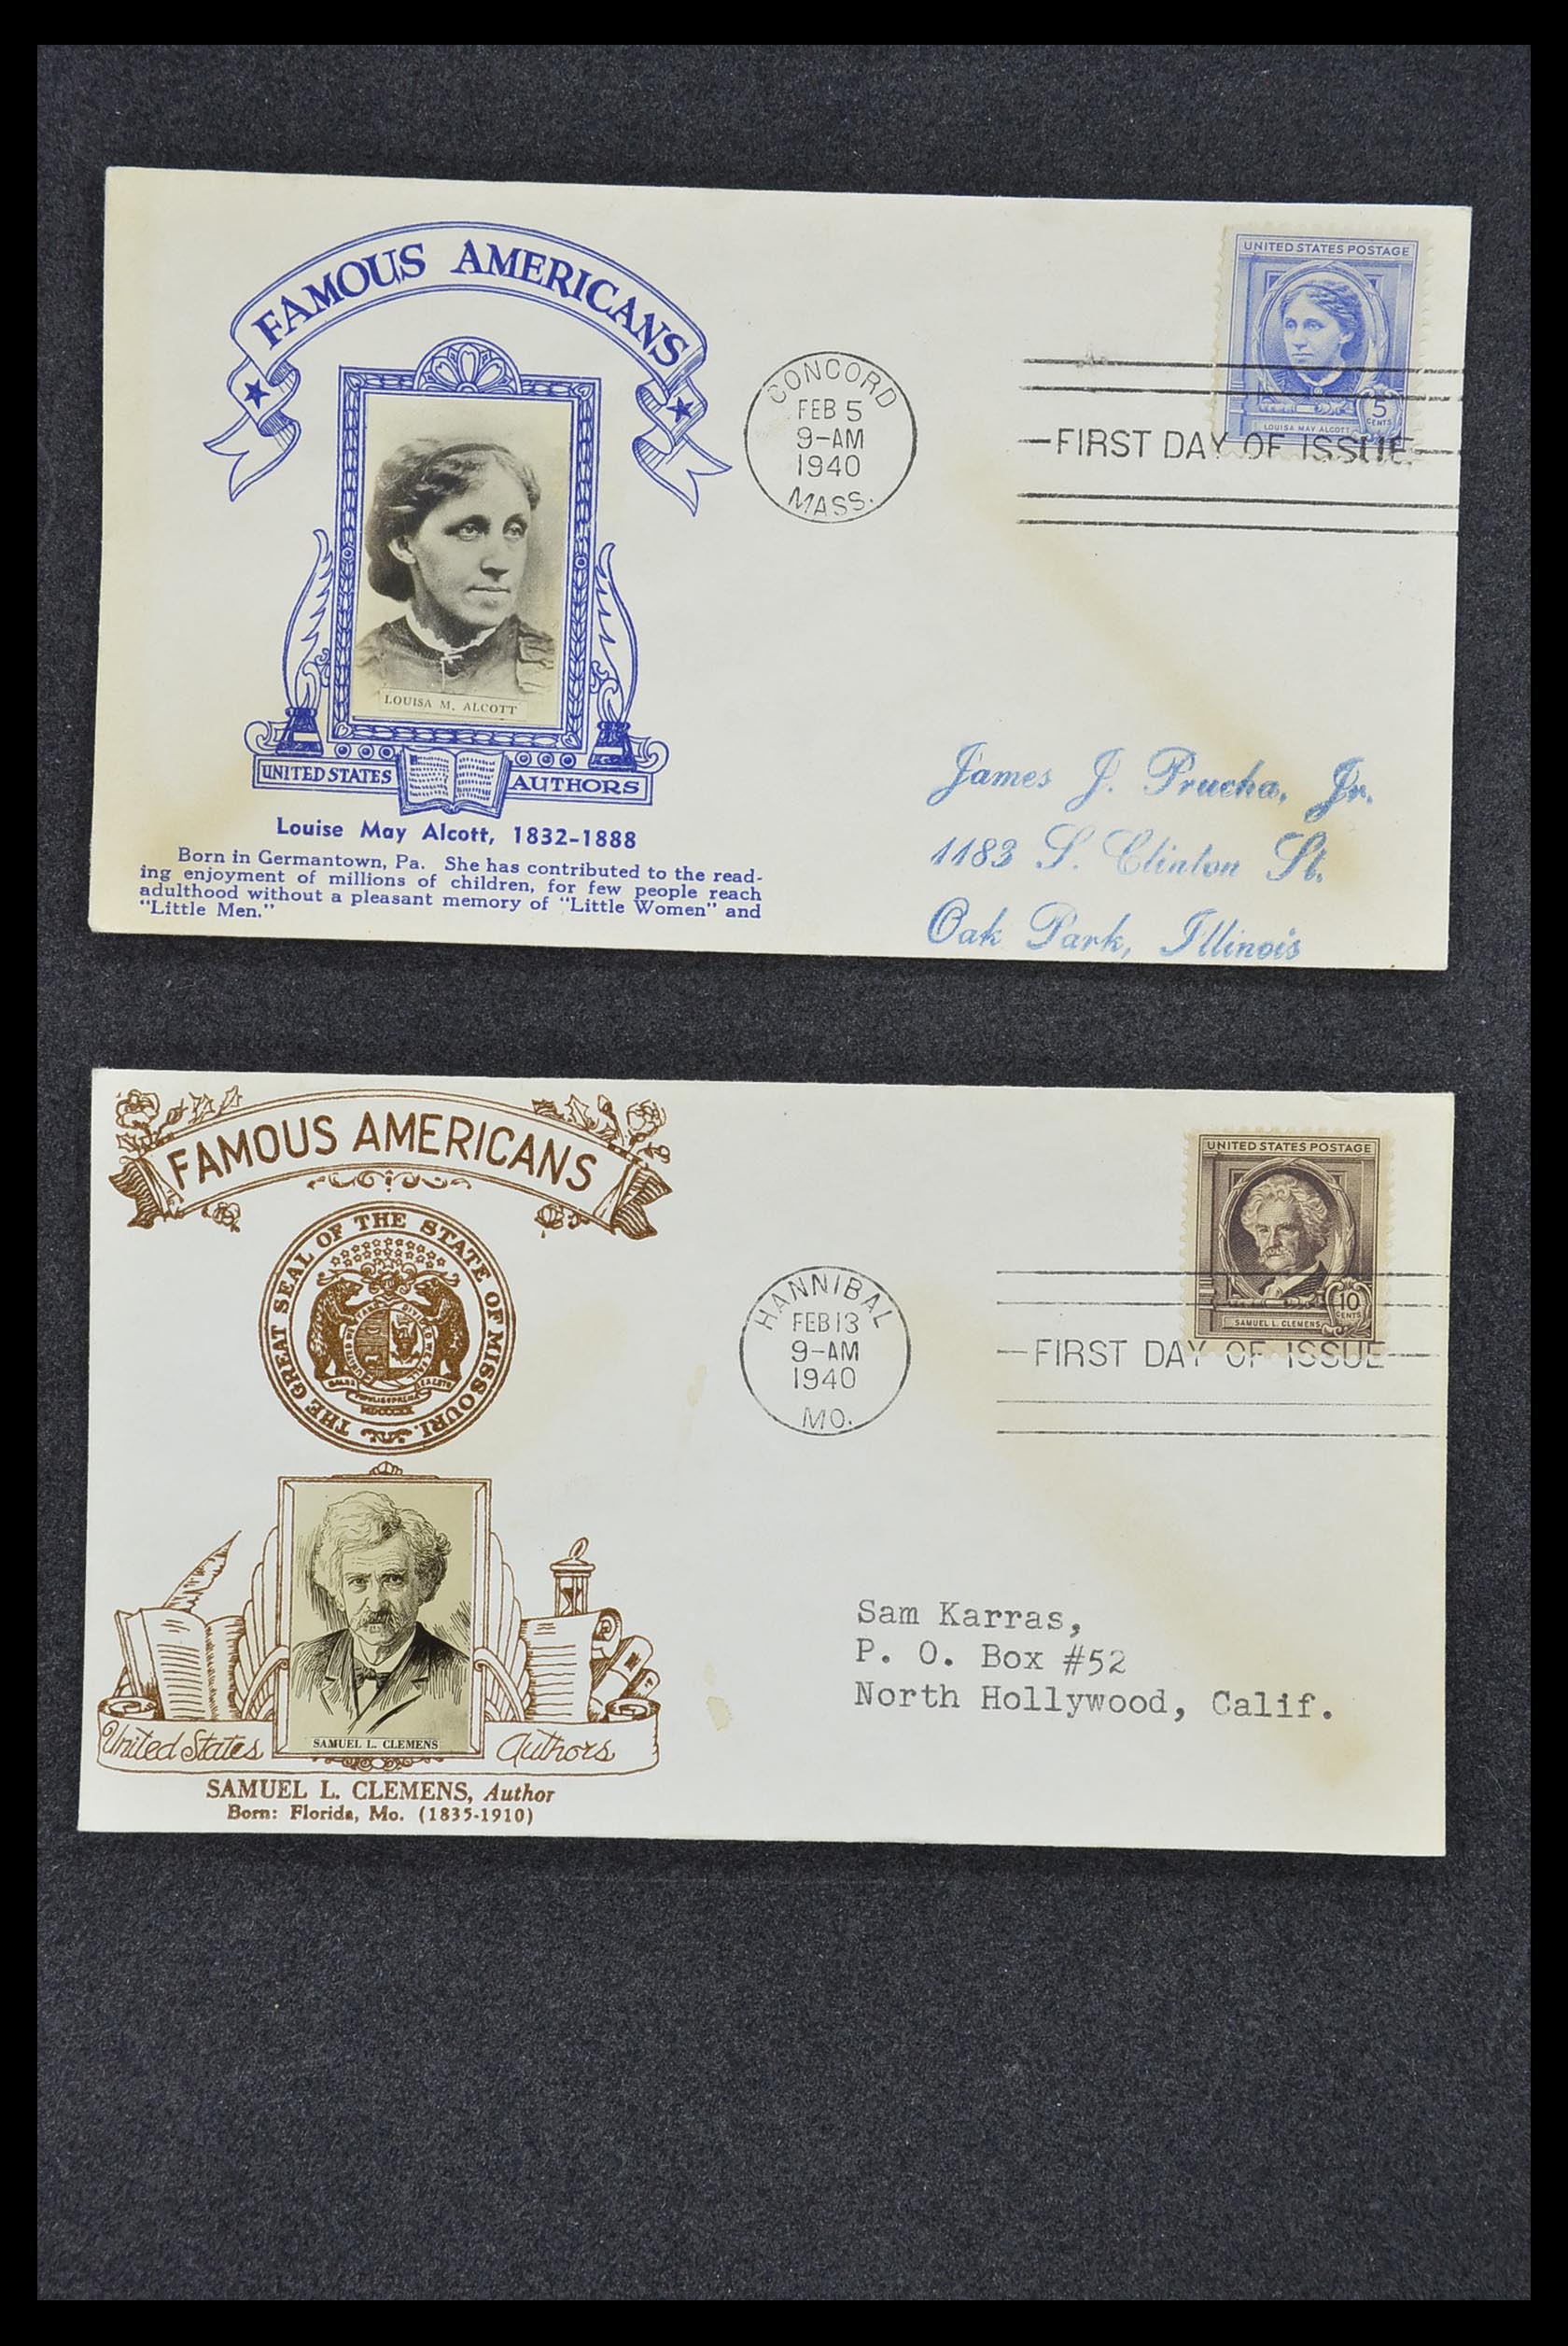 FAMOUS AMERICANS
LOUISA M. ALCOTT
UNITED STATES AUTHORS
Louise May Alcott, 1832-1888
Born in Germantown, Pa. She has contributed to the read-
ing enjoyment of millions of children, for few people reach
adulthood without a pleasant memory of "Little Women" and
"Little Men."
CONCORD
FEB 5
9-AM
1940
MASS.
UNITED STATES POSTAGE
5
CENTS
LOUISA MAY ALCOTT
FIRST DAY OF ISSUE
James J. Prucha, Jr.
1183 S. Clinton St.
Oak Park, Illinois
FAMOUS AMERICANS
THE GREAT SEAL OF THE STATE OF MISSOURI.
SAMUEL L. CLEMENS
United States Authors
SAMUEL L. CLEMENS, Author
Born: Florida, Mo. (1835-1910)
HANNIBAL
FEB 13
9-AM
1940
MO.
UNITED STATES POSTAGE
10
CENTS
SAMUEL L. CLEMENS
FIRST DAY OF ISSUE
Sam Karras,
P. O. Box #52
North Hollywood, Calif.